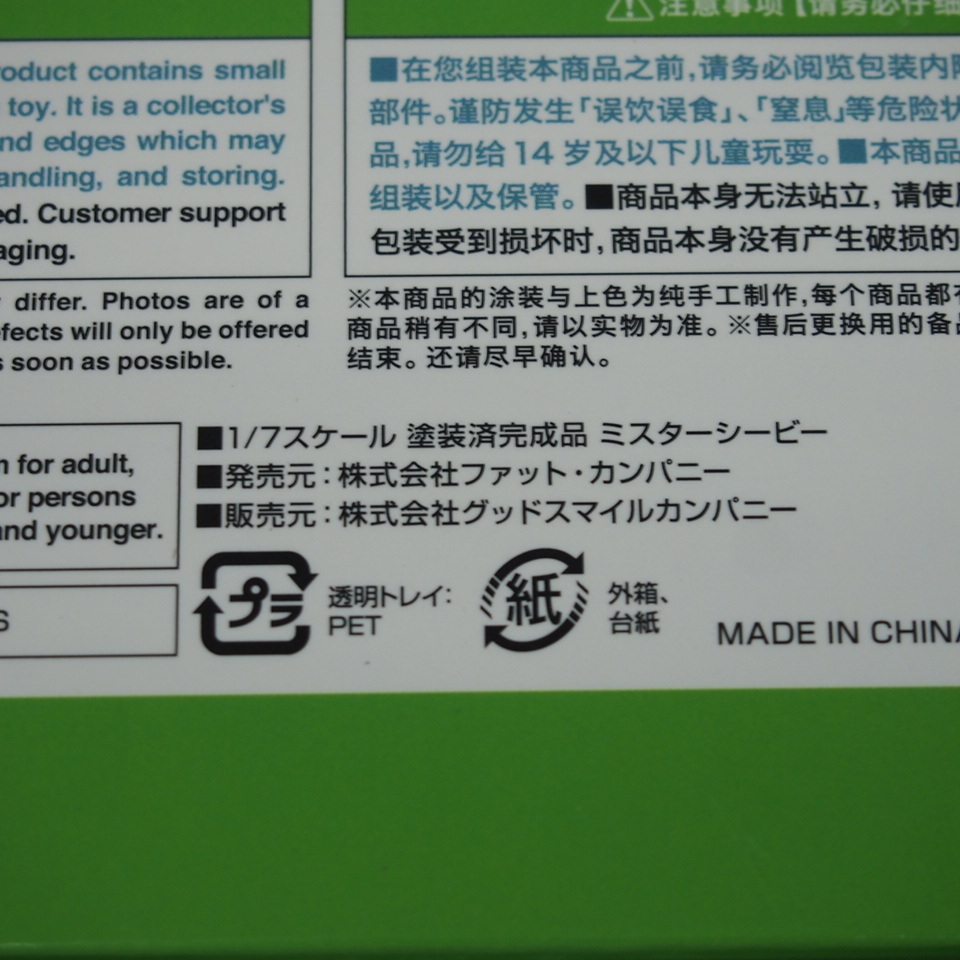 注意事项【请务必仔细
product contains small
toy. It is a collector's
and edges which may
handling, and storing.
ed. Customer support
aging.
differ. Photos are of a
efects will only be offered
s soon as possible.
■在您组装本商品之前,请务必阅览包装内附
部件。谨防发生「误饮误食」、「窒息」等危险状
品,请勿给 14 岁及以下儿童玩耍。■本商品
组装以及保管。■商品本身无法站立, 请使用
包装受到损坏时,商品本身没有产生破损的
※本商品的涂装与上色为纯手工制作,每个商品都有
商品稍有不同,请以实物为准。※售后更换用的备品
结束。还请尽早确认。
m for adult,
or persons
and younger.
S
■1/7スケール 塗装済完成品 ミスターシービー
■発売元：株式会社ファット・カンパニー
■販売元：株式会社グッドスマイルカンパニー
プラ
透明トレイ：
PET
紙
外箱、
台紙
MADE IN CHINA